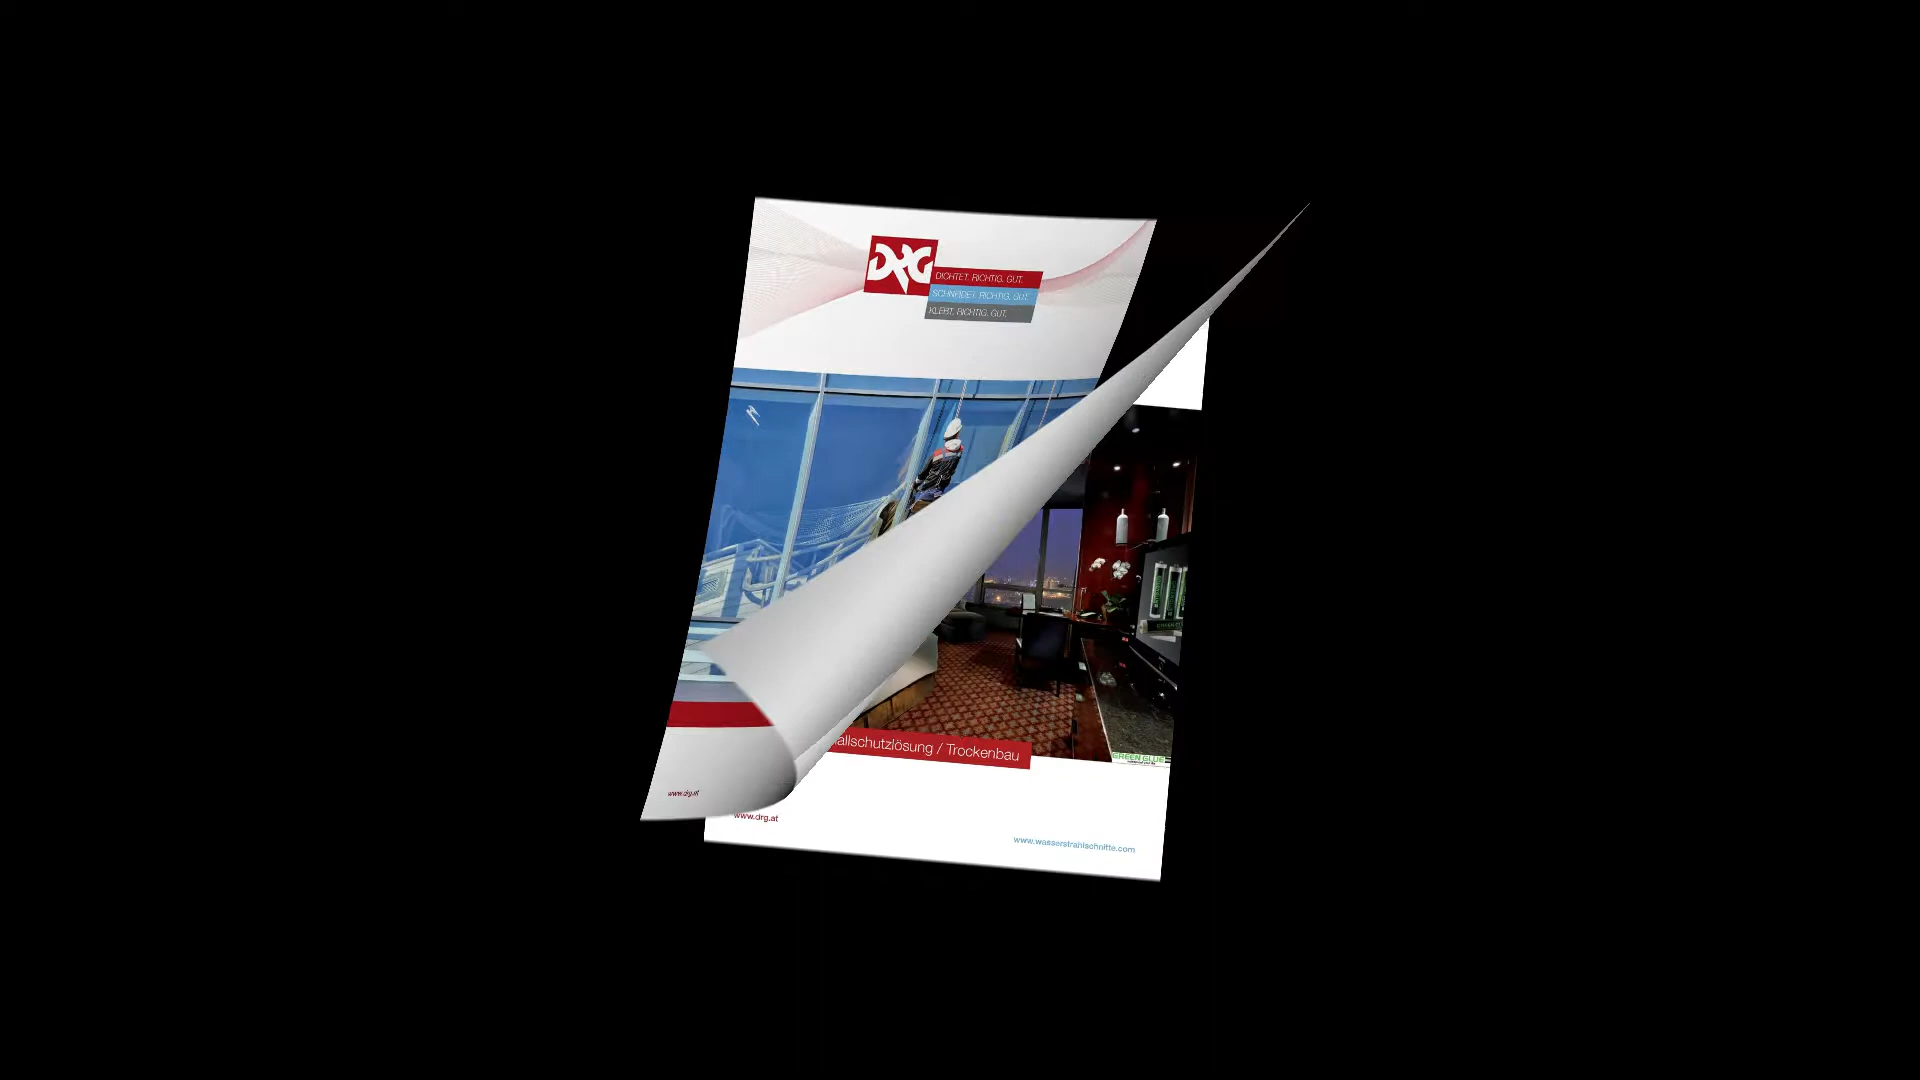 DRG
DICHTET. RICHTIG. GUT.
SCHNEIDET. RICHTIG. GUT.
KLEBT. RICHTIG. GUT.
allschutzlösung / Trockenbau
GREEN GLUE
www.drg.at
www.drg.at
www.wasserstrahlschnitte.com